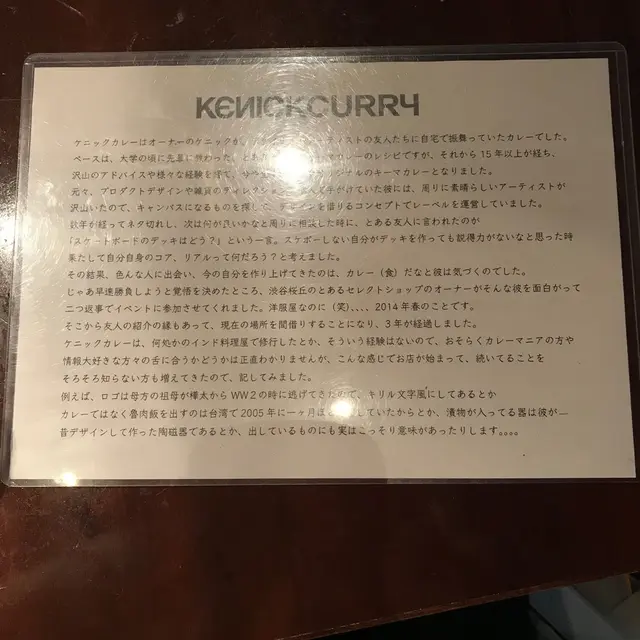 KENICKCURRY
ケニックカレーはオーナーのケニックが、ストの友人たちに自宅で振舞っていたカレーでした。
ベースは、大学の頃に先輩に教わった、カレーのレシピですが、それから15年以上が経ち、
沢山のアドバイスや様々な経験を経て、ジナルのキーマカレーとなりました。
元々、プロダクトデザインや雑貨のディレクションがけていた彼には、周りに素晴らしいアーティストが
沢山いたので、キャンバスになるものを探して、デザインを借りるコンセプトでレーベルを運営していました。
数年が経ってネタ切れし、次は何が良いかなと周りに相談した時に、とある友人に言われたのが
「スケートボードのデッキはどう？」という一言。スケボーしない自分がデッキを作っても説得力がないなと思った時
果たして自分自身のコア、リアルって何だろう？と考えました。
その結果、色んな人に出会い、今の自分を作り上げてきたのは、カレー（食）だなと彼は気づくのでした。
じゃあ早速勝負しようと覚悟を決めたところ、渋谷桜丘のとあるセレクトショップのオーナーがそんな彼を面白がって
二つ返事でイベントに参加させてくれました。洋服屋なのに（笑）、、、、2014年春のことです。
そこから友人の紹介の縁もあって、現在の場所を間借りすることになり、3年が経過しました。
ケニックカレーは、何処かのインド料理屋で修行したとか、そういう経験はないので、おそらくカレーマニアの方や
情報大好きな方々の舌に合うかどうかは正直わかりませんが、こんな感じでお店が始まって、続いてることを
そろそろ知らない方も増えてきたので、記してみました。
例えば、ロゴは母方の祖母が樺太からWW2の時に逃げてきたので、キリル文字風にしてあるとか
カレーではなく魯肉飯を出すのは台湾で2005年に一ヶ月ほどしていたからとか、漬物が入ってる器は彼が
昔デザインして作った陶磁器であるとか、出しているものにも実はこっそり意味があったりします。。。。